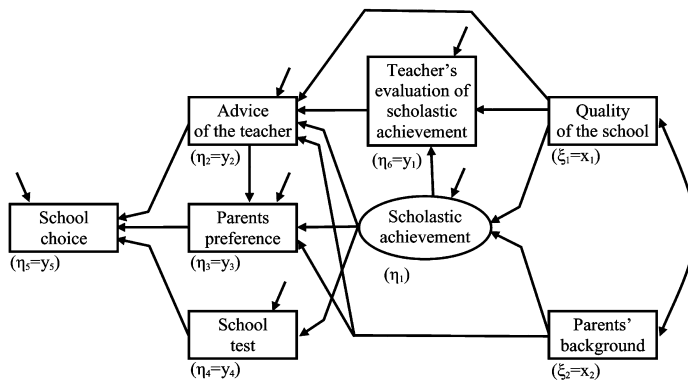 Teacher's
evaluation of
scholastic
achievement
(η₆=y₁)
Advice
of the teacher
(η₂=y₂)
Quality
of the school
(ξ₁=x₁)
School
choice
(η₅=y₅)
Parents
preference
(η₃=y₃)
Scholastic
achievement
(η₁)
School
test
(η₄=y₄)
Parents'
background
(ξ₂=x₂)